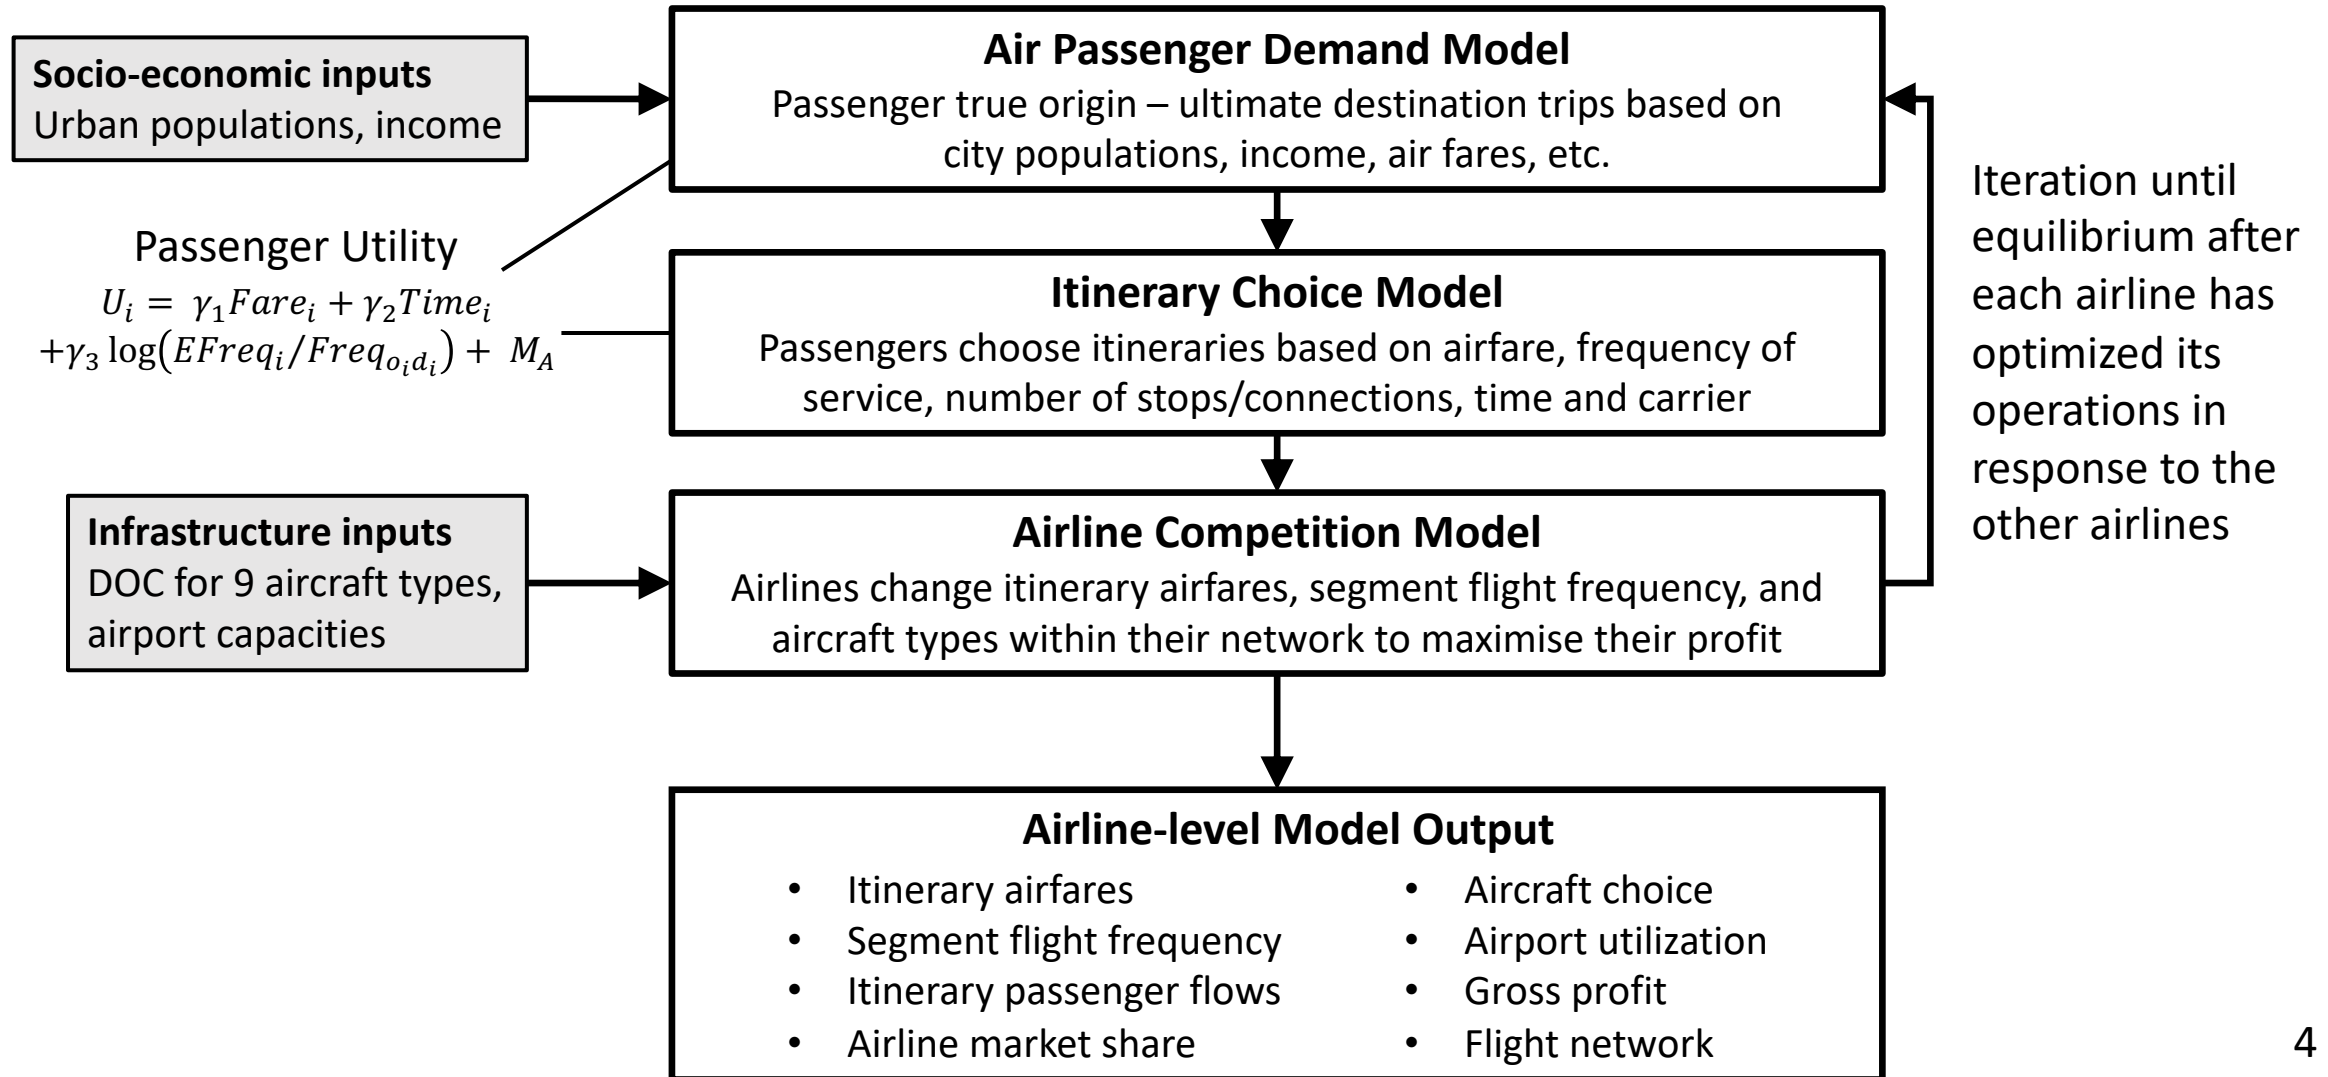 Socio-economic inputs
Urban populations, income
Air Passenger Demand Model
Passenger true origin – ultimate destination trips based on
city populations, income, air fares, etc.
Passenger Utility
U_i = γ_1 Fare_i + γ_2 Time_i
+γ_3 log(EFreq_i/Freq_{o_i d_i}) + M_A
Itinerary Choice Model
Passengers choose itineraries based on airfare, frequency of
service, number of stops/connections, time and carrier
Infrastructure inputs
DOC for 9 aircraft types,
airport capacities
Airline Competition Model
Airlines change itinerary airfares, segment flight frequency, and
aircraft types within their network to maximise their profit
Iteration until
equilibrium after
each airline has
optimized its
operations in
response to the
other airlines
Airline-level Model Output
• Itinerary airfares
• Segment flight frequency
• Itinerary passenger flows
• Airline market share
• Aircraft choice
• Airport utilization
• Gross profit
• Flight network
4